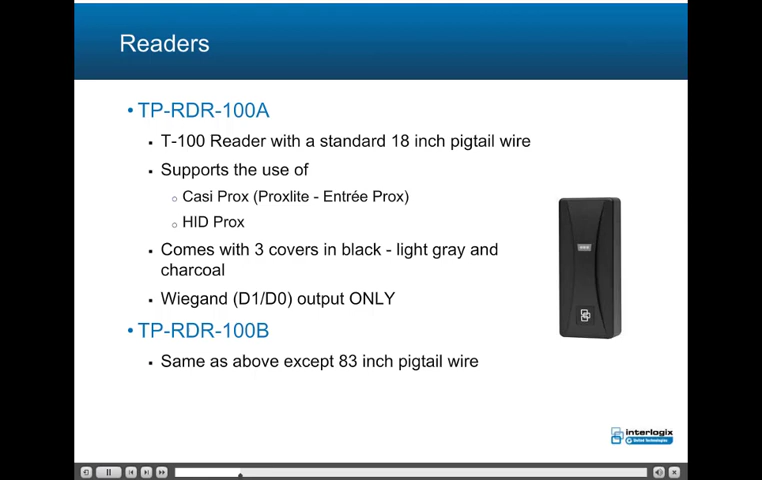 Readers
• TP-RDR-100A
▪ T-100 Reader with a standard 18 inch pigtail wire
▪ Supports the use of
○ Casi Prox (Proxlite - Entrée Prox)
○ HID Prox
▪ Comes with 3 covers in black - light gray and
charcoal
▪ Wiegand (D1/D0) output ONLY
• TP-RDR-100B
▪ Same as above except 83 inch pigtail wire
interlogix
United Technologies